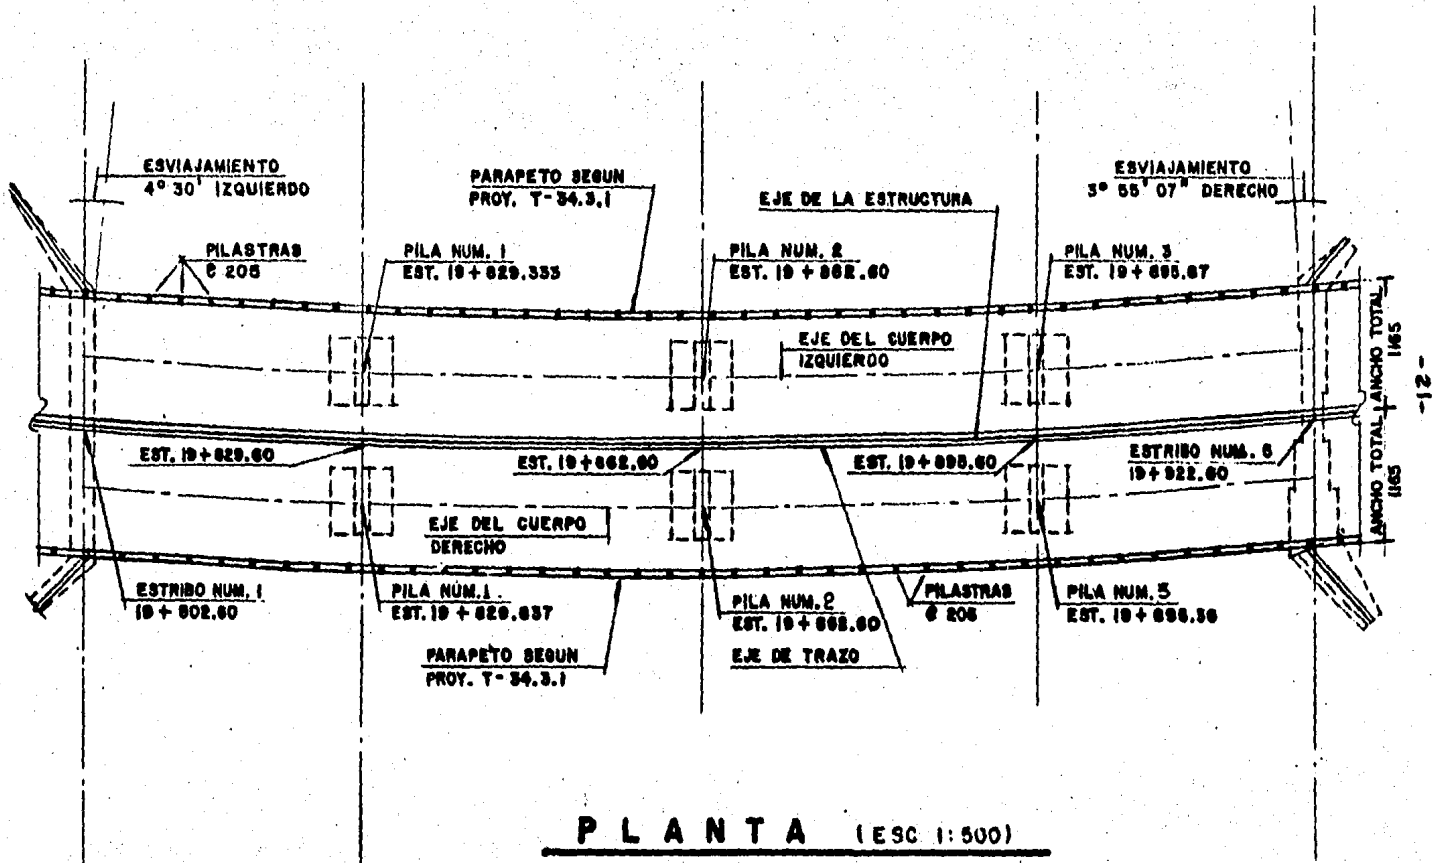 ESVIAJAMIENTO
4° 30' IZQUIERDO
PARAPETO SEGUN
PROY. T-34.3.1
EJE DE LA ESTRUCTURA
ESVIAJAMIENTO
3° 55' 07" DERECHO
PILASTRAS
@ 205
PILA NUM. 1
EST. 19+829.333
PILA NUM. 2
EST. 19+862.60
PILA NUM. 3
EST. 19+895.87
EJE DEL CUERPO
IZQUIERDO
ANCHO TOTAL
1165
-21-
EST. 19+829.60
EST. 19+862.60
EST. 19+895.60
ESTRIBO NUM. 5
19+922.60
ANCHO TOTAL
1165
EJE DEL CUERPO
DERECHO
ESTRIBO NUM. 1
19+802.60
PILA NUM. 1
EST. 19+829.837
PILA NUM. 2
EST. 19+862.60
PILASTRAS
@ 205
PILA NUM. 3
EST. 19+895.36
PARAPETO SEGUN
PROY. T-34.3.1
EJE DE TRAZO
PLANTA (ESC 1:500)